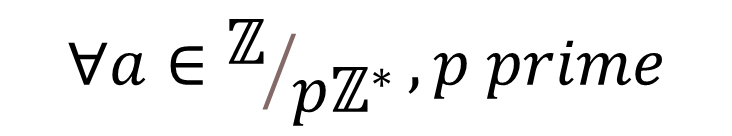 ∀a ∈ ℤ/pℤ* , p prime